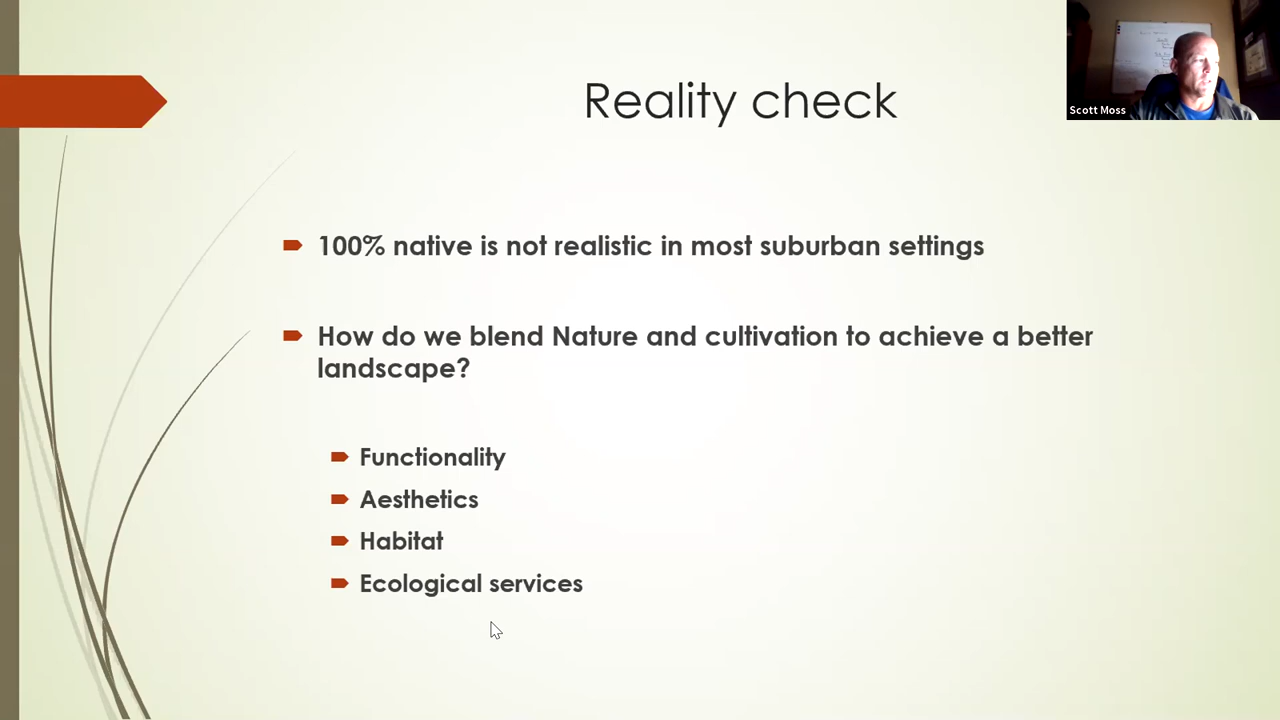 Reality check
Scott Moss
100% native is not realistic in most suburban settings
How do we blend Nature and cultivation to achieve a better
landscape?
Functionality
Aesthetics
Habitat
Ecological services